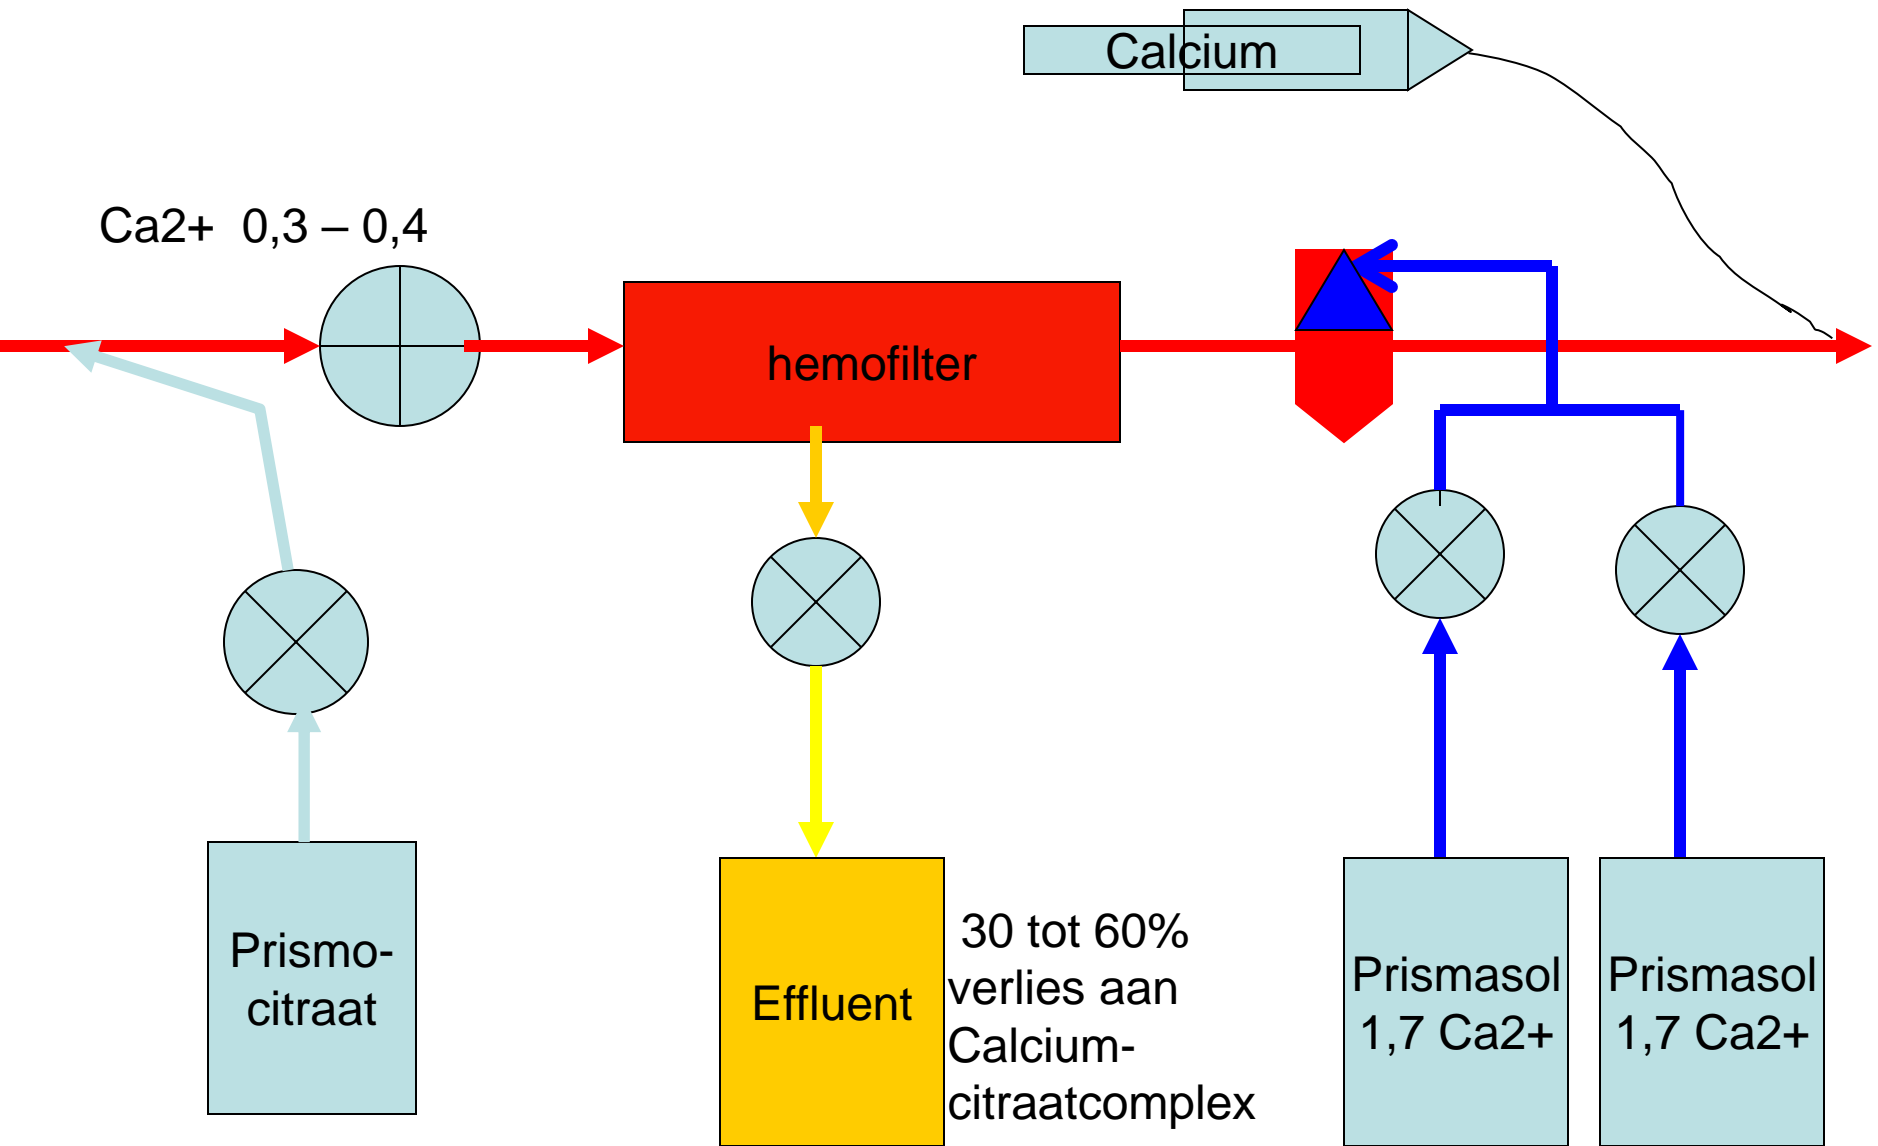 Calcium
Ca2+ 0,3 – 0,4
hemofilter
Prismo-
citraat
Effluent
30 tot 60%
verlies aan
Calcium-
citraatcomplex
Prismasol
1,7 Ca2+
Prismasol
1,7 Ca2+